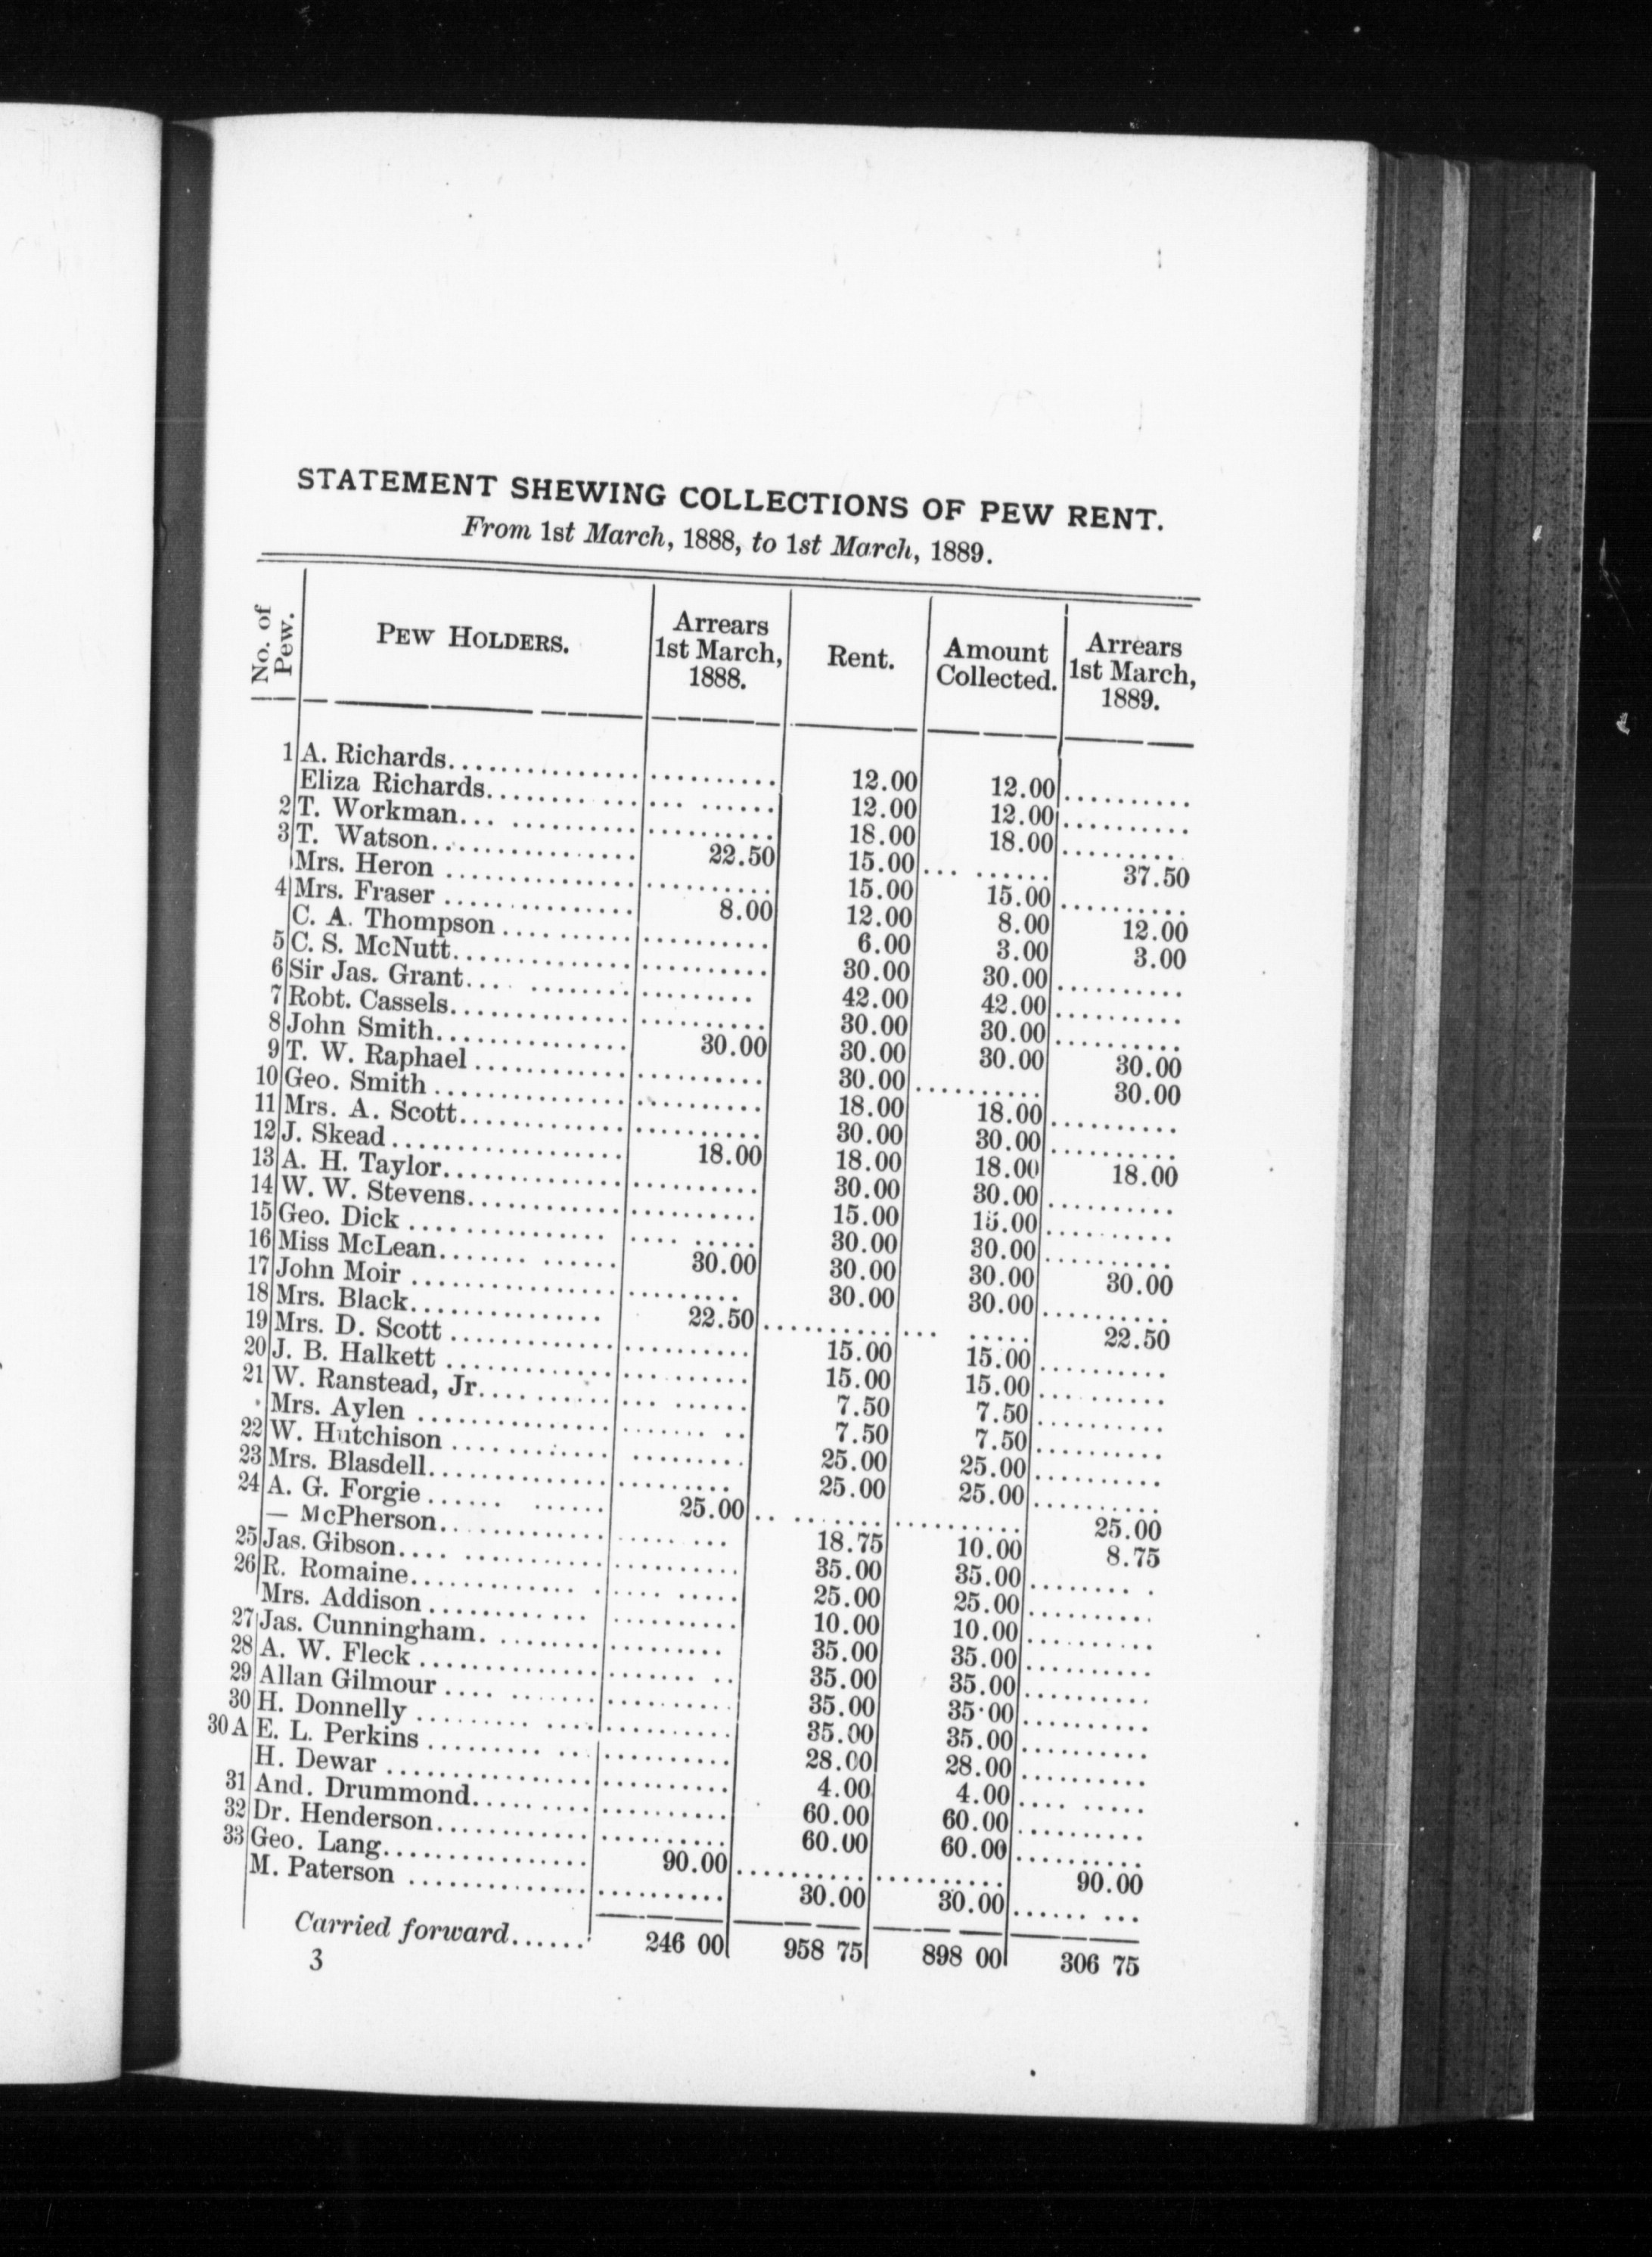 STATEMENT SHEWING COLLECTIONS OF PEW RENT.
From 1st March, 1888, to 1st March, 1889.
No. of Pew. PEW HOLDERS. Arrears 1st March, 1888. Rent. Amount Collected. Arrears 1st March, 1889.
1 A. Richards 12.00 12.00
Eliza Richards 12.00 12.00
2 T. Workman 18.00 18.00
3 T. Watson 22.50 15.00 37.50
Mrs. Heron 15.00 15.00
4 Mrs. Fraser 8.00 12.00 8.00 12.00
C. A. Thompson 6.00 3.00 3.00
5 C. S. McNutt 30.00 30.00
6 Sir Jas. Grant 42.00 42.00
7 Robt. Cassels 30.00 30.00
8 John Smith 30.00 30.00 30.00 30.00
9 T. W. Raphael 30.00 30.00
10 Geo. Smith 18.00 18.00
11 Mrs. A. Scott 30.00 30.00
12 J. Skead 18.00 18.00 18.00 18.00
13 A. H. Taylor 30.00 30.00
14 W. W. Stevens 15.00 15.00
15 Geo. Dick 30.00 30.00
16 Miss McLean 30.00 30.00 30.00 30.00
17 John Moir 30.00 30.00
18 Mrs. Black 22.50 22.50
19 Mrs. D. Scott 15.00 15.00
20 J. B. Halkett 15.00 15.00
21 W. Ranstead, Jr. 7.50 7.50
Mrs. Aylen 7.50 7.50
22 W. Hutchison 25.00 25.00
23 Mrs. Blasdell 25.00 25.00
24 A. G. Forgie 25.00 25.00
— McPherson 18.75 10.00 8.75
25 Jas. Gibson 35.00 35.00
26 R. Romaine 25.00 25.00
Mrs. Addison 10.00 10.00
27 Jas. Cunningham 35.00 35.00
28 A. W. Fleck 35.00 35.00
29 Allan Gilmour 35.00 35·00
30 H. Donnelly 35.00 35.00
30 A E. L. Perkins 28.00 28.00
H. Dewar 4.00 4.00
31 And. Drummond 60.00 60.00
32 Dr. Henderson 60.00 60.00
33 Geo. Lang 90.00 90.00
M. Paterson 30.00 30.00
Carried forward 246 00 958 75 898 00 306 75
3